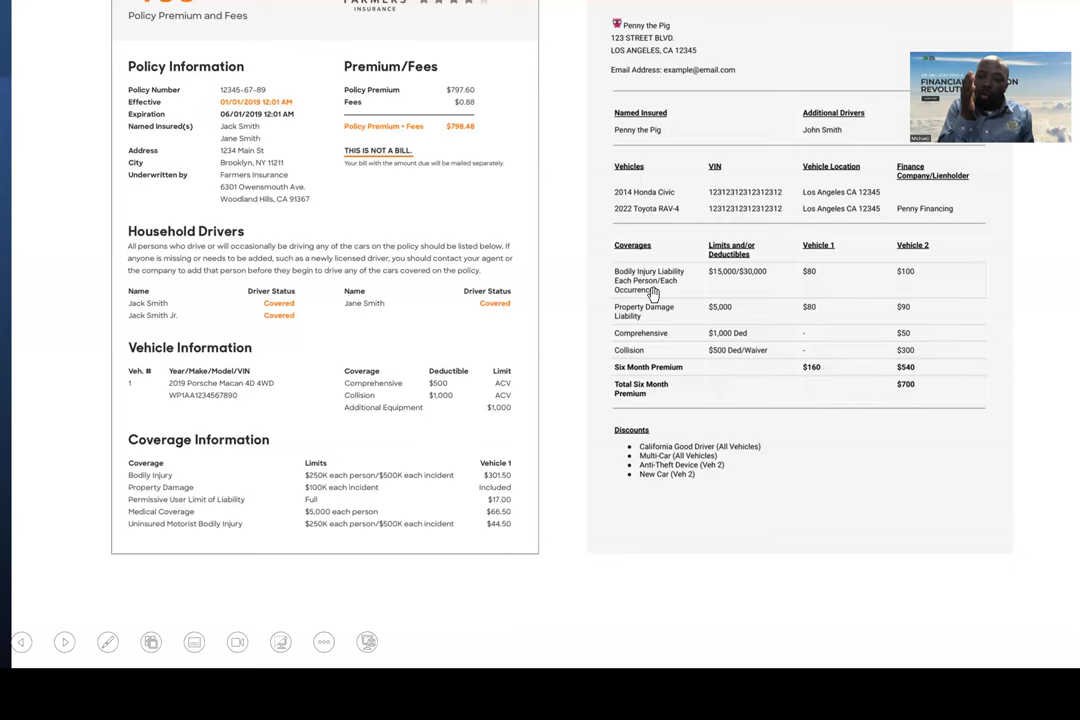 Policy Premium and Fees
INSURANCE
Policy Information
Premium/Fees
Policy Number 12345-67-89
Effective 01/01/2019 12:01 AM
Expiration 06/01/2019 12:01 AM
Named Insured(s) Jack Smith
Jane Smith
Address 1234 Main St
City Brooklyn, NY 11211
Underwritten by Farmers Insurance
6301 Owensmouth Ave.
Woodland Hills, CA 91367
Policy Premium $797.60
Fees $0.88
Policy Premium + Fees $798.48
THIS IS NOT A BILL.
Your bill with the amount due will be mailed separately.
Household Drivers
All persons who drive or will occasionally be driving any of the cars on the policy should be listed below. If
anyone is missing or needs to be added, such as a newly licensed driver, you should contact your agent or
the company to add that person before they begin to drive any of the cars covered on the policy.
Name Driver Status Name Driver Status
Jack Smith Covered Jane Smith Covered
Jack Smith Jr. Covered
Vehicle Information
Veh. # Year/Make/Model/VIN Coverage Deductible Limit
1 2019 Porsche Macan 4D 4WD Comprehensive $500 ACV
WP1AA1234567890 Collision $1,000 ACV
Additional Equipment $1,000
Coverage Information
Coverage Limits Vehicle 1
Bodily Injury $250K each person/$500K each incident $301.50
Property Damage $100K each incident Included
Permissive User Limit of Liability Full $17.00
Medical Coverage $5,000 each person $66.50
Uninsured Motorist Bodily Injury $250K each person/$500K each incident $44.50
Penny the Pig
123 STREET BLVD.
LOS ANGELES, CA 12345
Email Address: example@email.com
Named Insured Additional Drivers
Penny the Pig John Smith
Vehicles VIN Vehicle Location Finance
Company/Lienholder
2014 Honda Civic 12312312312312312 Los Angeles CA 12345
2022 Toyota RAV-4 12312312312312312 Los Angeles CA 12345 Penny Financing
Coverages Limits and/or Vehicle 1 Vehicle 2
Deductibles
Bodily Injury Liability $15,000/$30,000 $80 $100
Each Person/Each
Occurrence
Property Damage $5,000 $80 $90
Liability
Comprehensive $1,000 Ded - $50
Collision $500 Ded/Waiver - $300
Six Month Premium $160 $540
Total Six Month $700
Premium
Discounts
● California Good Driver (All Vehicles)
● Multi-Car (All Vehicles)
● Anti-Theft Device (Veh 2)
● New Car (Veh 2)